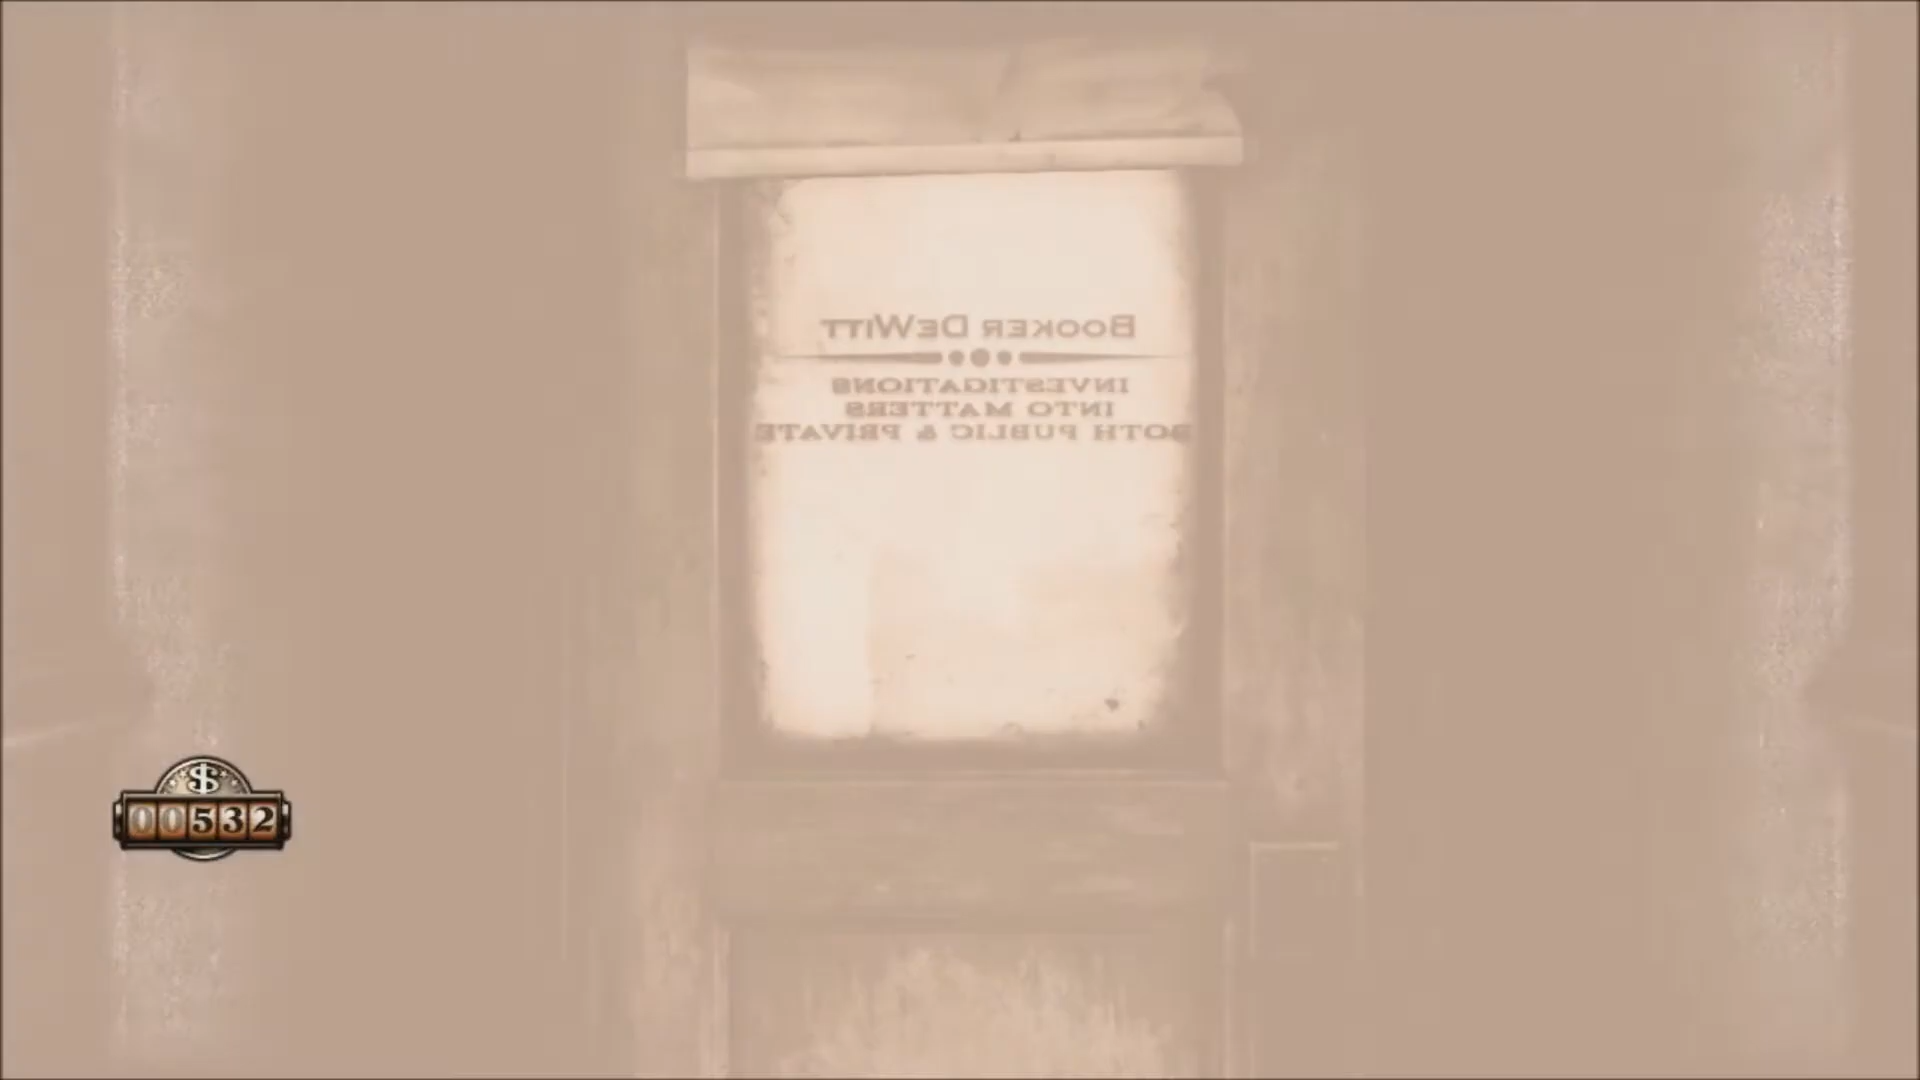 BOOKER DEWITT
INVESTIGATIONS
INTO MATTERS
BOTH PUBLIC & PRIVATE
$
00532